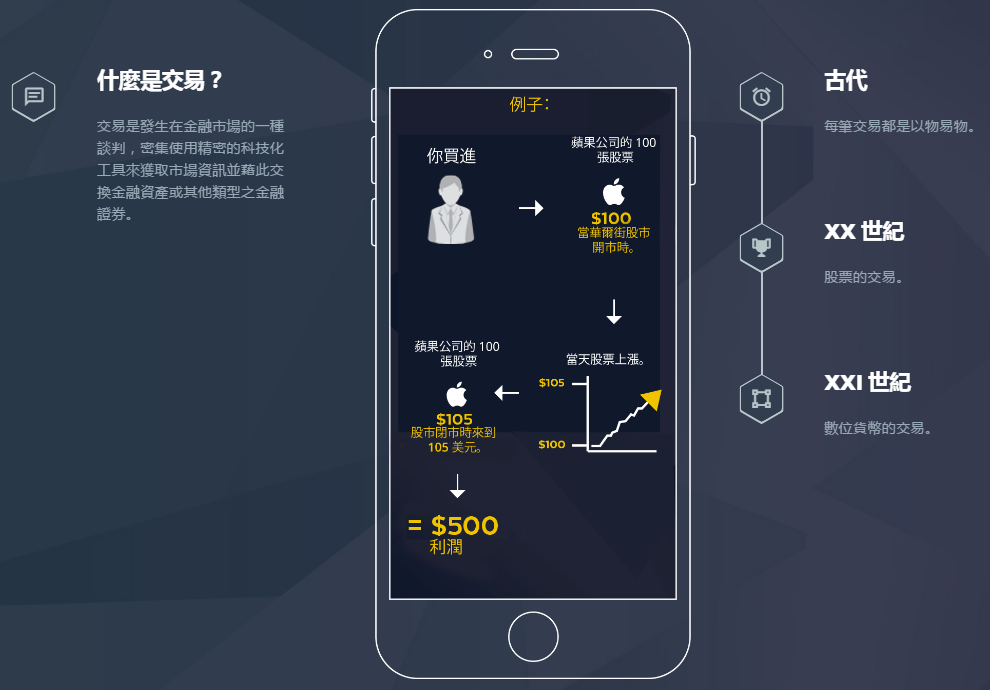 什麼是交易？
交易是發生在金融市場的一種
談判，密集使用精密的科技化
工具來獲取市場資訊並藉此交
換金融資產或其他類型之金融
證券。
例子：
你買進
蘋果公司的 100
張股票
$100
當華爾街股市
開市時。
當天股票上漲。
$105
$100
蘋果公司的 100
張股票
$105
股市閉市時來到
105 美元。
= $500
利潤
古代
每筆交易都是以物易物。
XX 世紀
股票的交易。
XXI 世紀
數位貨幣的交易。